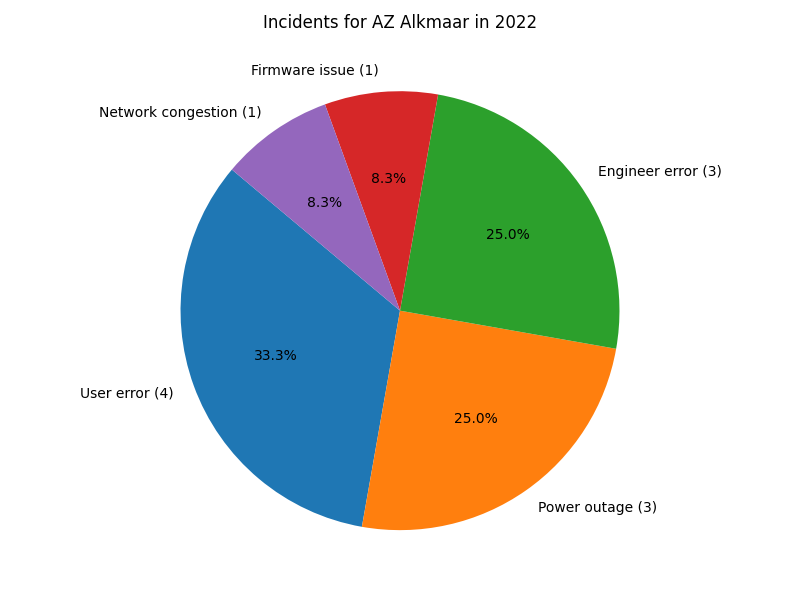 Incidents for AZ Alkmaar in 2022
Firmware issue (1)
Network congestion (1)
Engineer error (3)
8.3%
8.3%
25.0%
33.3%
User error (4)
25.0%
Power outage (3)